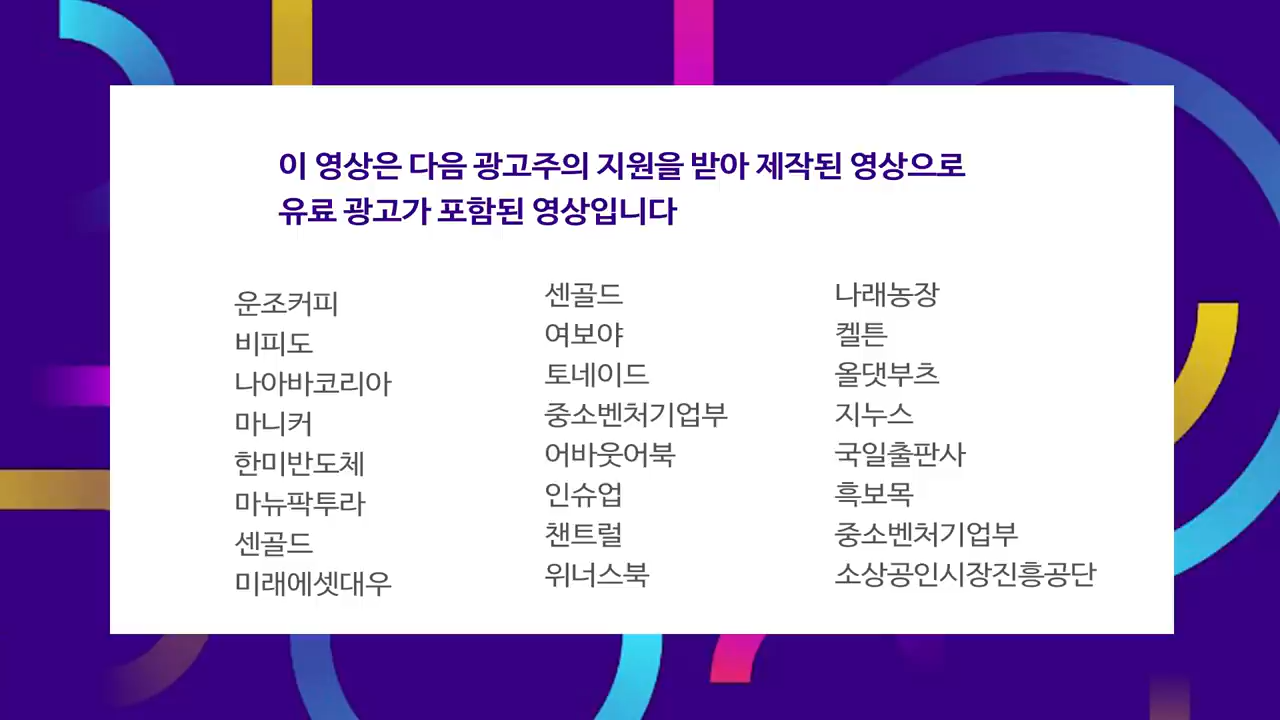 이 영상은 다음 광고주의 지원을 받아 제작된 영상으로
유료 광고가 포함된 영상입니다
운조커피
비피도
나아바코리아
마니커
한미반도체
마뉴팍투라
센골드
미래에셋대우
센골드
여보야
토네이드
중소벤처기업부
어바웃어북
인슈업
챈트럴
위너스북
나래농장
켈튼
올댓부츠
지누스
국일출판사
흑보목
중소벤처기업부
소상공인시장진흥공단